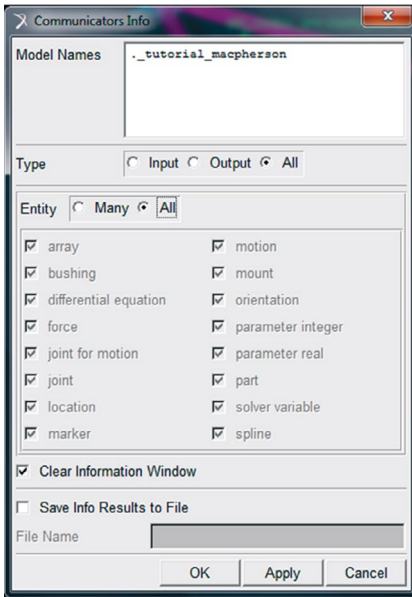 Communicators Info
Model Names
._tutorial_macpherson
Type
Input Output All
Entity Many All
array motion
bushing mount
differential equation orientation
force parameter integer
joint for motion parameter real
joint part
location solver variable
marker spline
Clear Information Window
Save Info Results to File
File Name
OK Apply Cancel